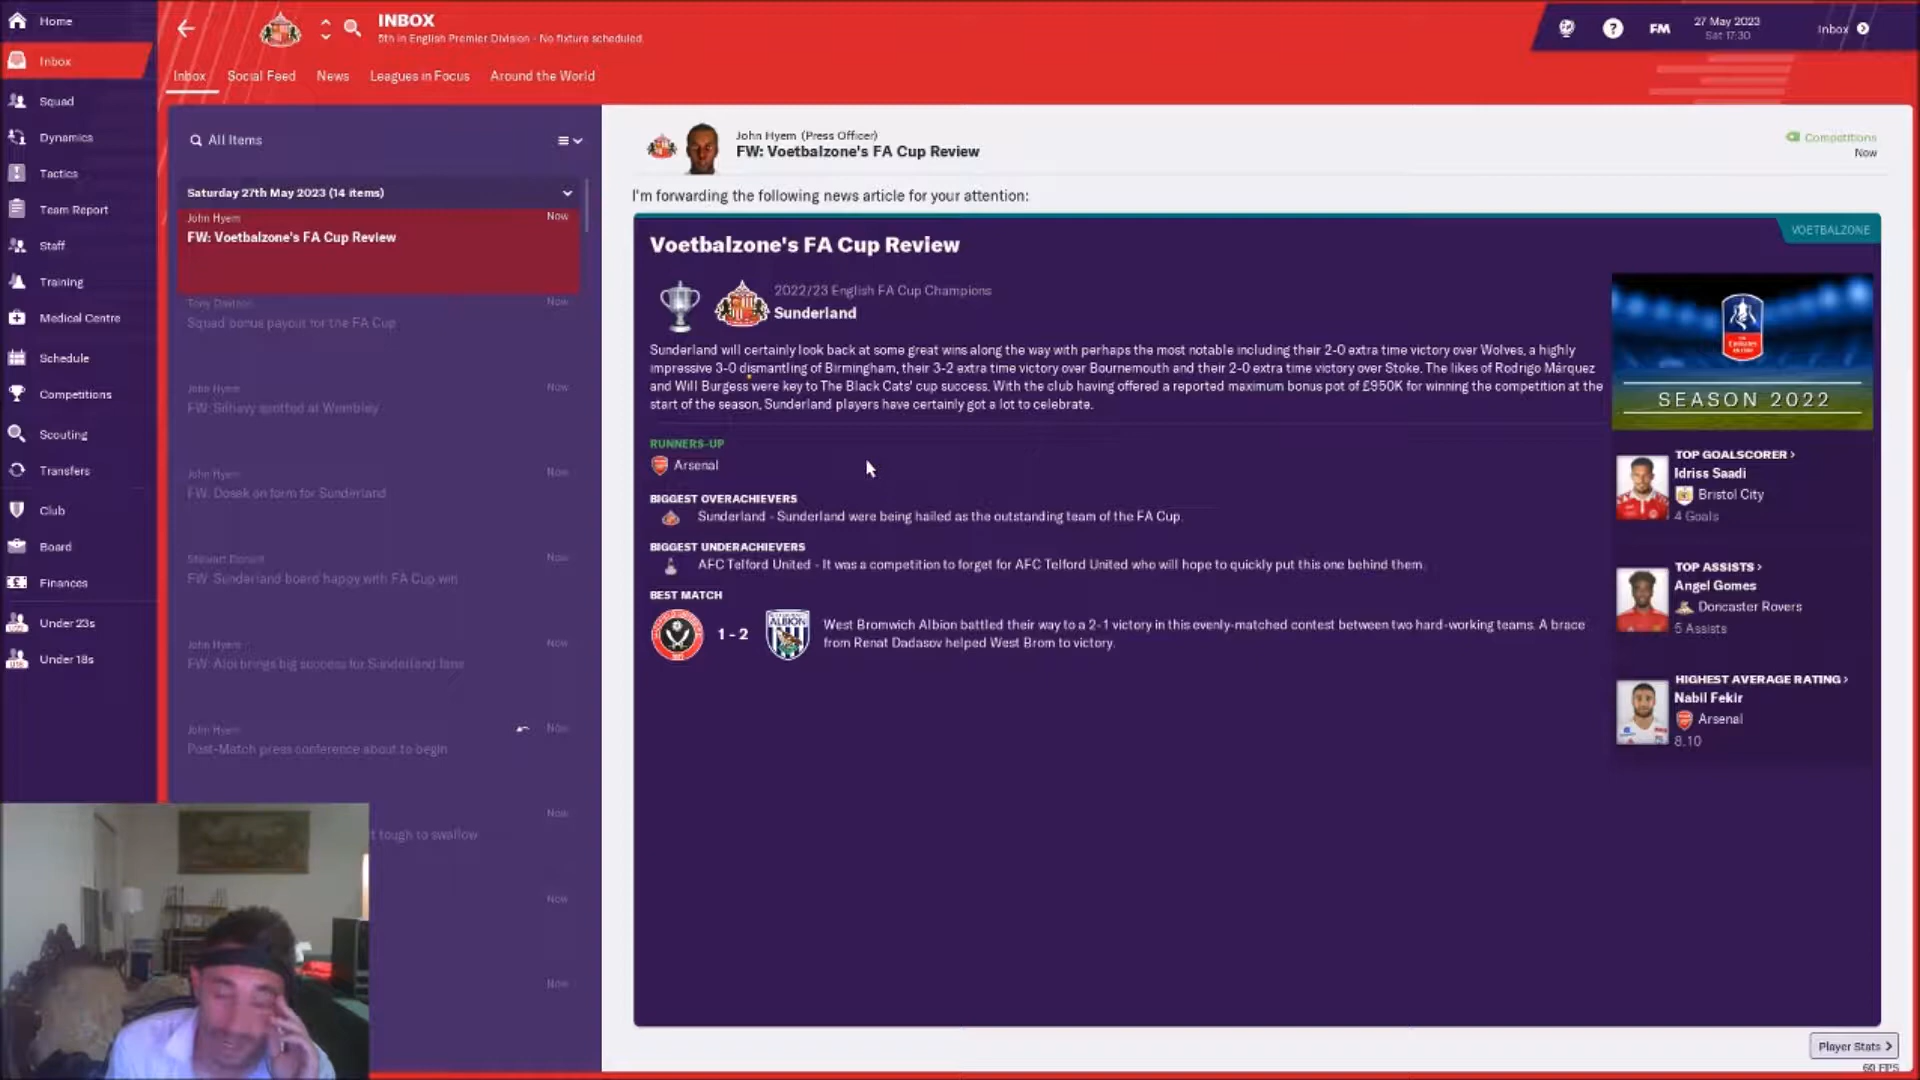 Home
Inbox
Squad
Dynamics
Tactics
Team Report
Staff
Training
Medical Centre
Schedule
Competitions
Scouting
Transfers
Club
Board
Finances
Under 23s
Under 18s
INBOX
5th in English Premier Division - No fixture scheduled.
FM
27 May 2023
Sat 17:30
Inbox
Inbox Social Feed News Leagues in Focus Around the World
All Items
Saturday 27th May 2023 (14 items)
John Hyem Now
FW: Voetbalzone's FA Cup Review
Tony Davison Now
Squad bonus payout for the FA Cup
John Hyem Now
FW: Silhavy spotted at Wembley
John Hyem Now
FW: Dosek on form for Sunderland
Stewart Donald Now
FW: Sunderland board happy with FA Cup win
John Hyem Now
FW: Aloi brings big success for Sunderland fans
John Hyem Now
Post-Match press conference about to begin
Now
tough to swallow
Now
Now
John Hyem (Press Officer)
FW: Voetbalzone's FA Cup Review
Competitions
Now
I'm forwarding the following news article for your attention:
Voetbalzone's FA Cup Review
VOETBALZONE
2022/23 English FA Cup Champions
Sunderland
Sunderland will certainly look back at some great wins along the way with perhaps the most notable including their 2-0 extra time victory over Wolves, a highly
impressive 3-0 dismantling of Birmingham, their 3-2 extra time victory over Bournemouth and their 2-0 extra time victory over Stoke. The likes of Rodrigo Márquez
and Will Burgess were key to The Black Cats' cup success. With the club having offered a reported maximum bonus pot of £950K for winning the competition at the
start of the season, Sunderland players have certainly got a lot to celebrate.
RUNNERS-UP
Arsenal
BIGGEST OVERACHIEVERS
Sunderland - Sunderland were being hailed as the outstanding team of the FA Cup.
BIGGEST UNDERACHIEVERS
AFC Telford United - It was a competition to forget for AFC Telford United who will hope to quickly put this one behind them.
BEST MATCH
1 - 2
ALBION
West Bromwich Albion battled their way to a 2-1 victory in this evenly-matched contest between two hard-working teams. A brace
from Renat Dadasov helped West Brom to victory.
SEASON 2022
TOP GOALSCORER >
Idriss Saadi
Bristol City
4 Goals
TOP ASSISTS >
Angel Gomes
Doncaster Rovers
5 Assists
HIGHEST AVERAGE RATING >
Nabil Fekir
Arsenal
8.10
Player Stats >
60 FPS